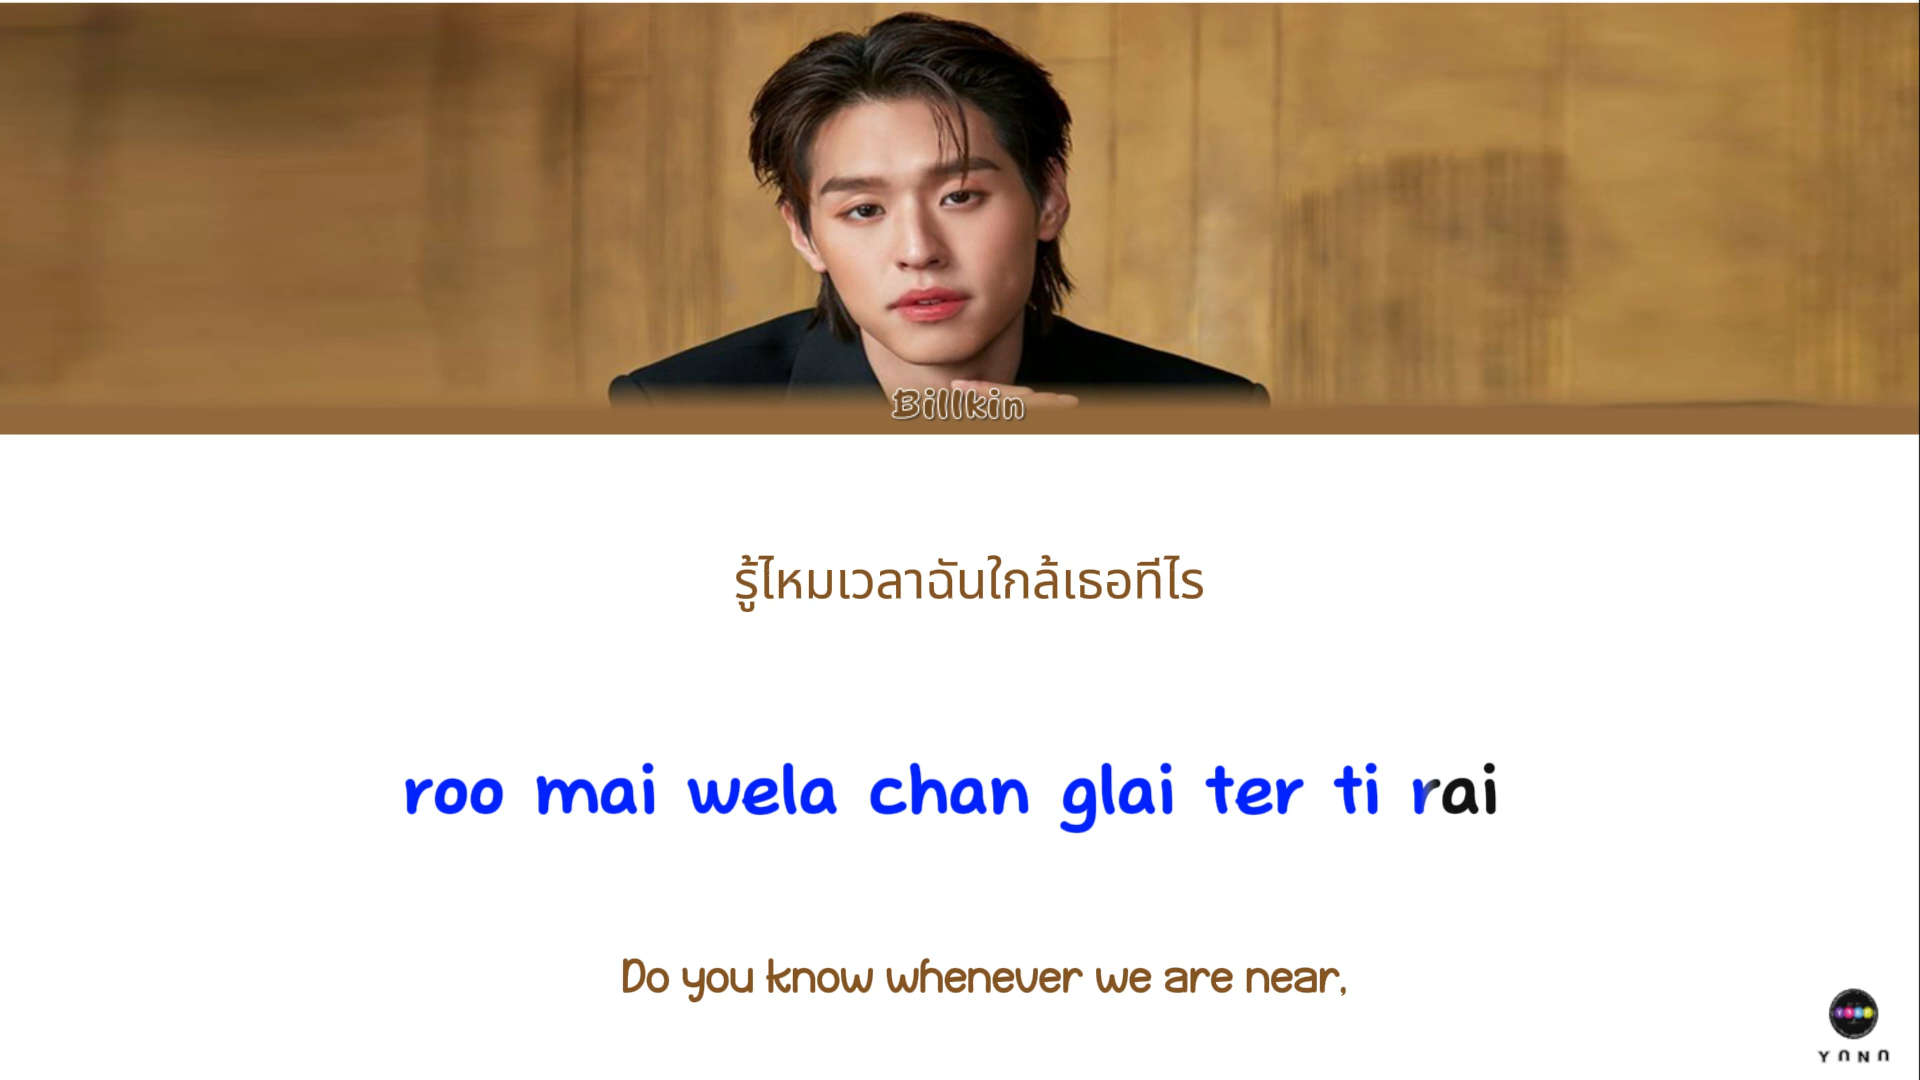 Billkin
รู้ไหมเวลาฉันใกล้เธอทีไร
roo mai wela chan glai ter ti rai
Do you know whenever we are near,
YANA